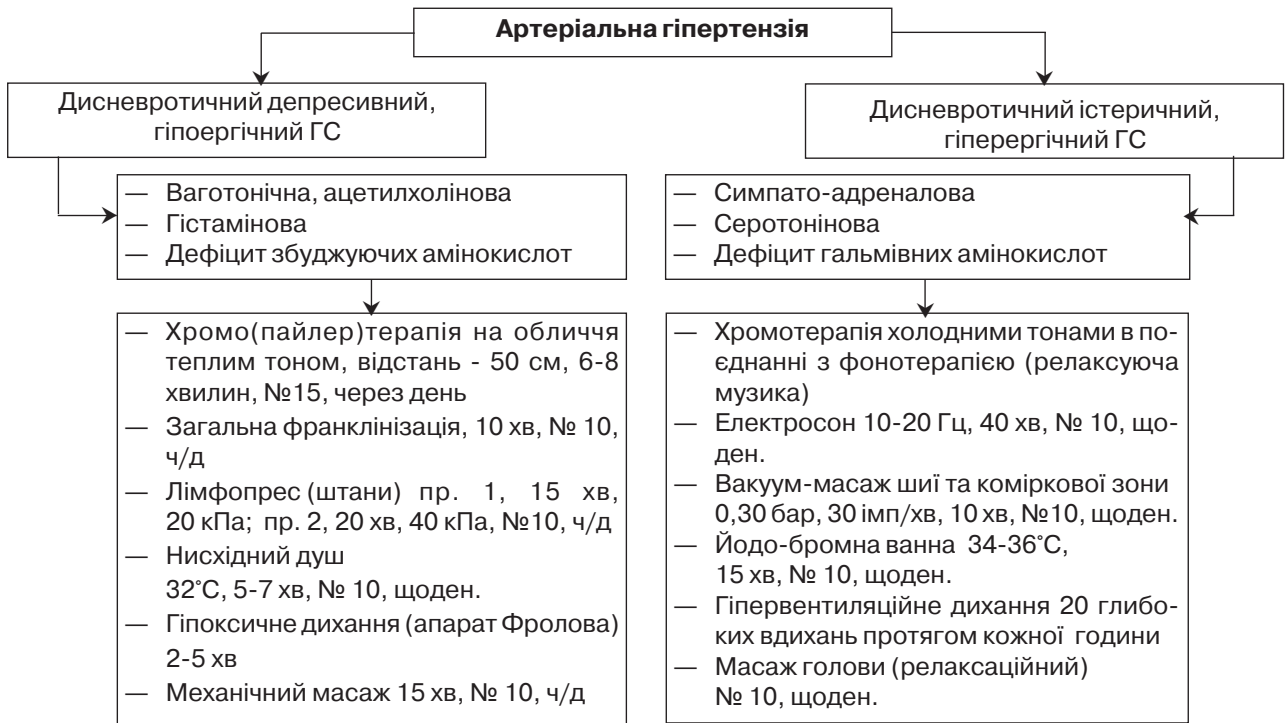 Артеріальна гіпертензія
Дисневротичний депресивний,
гіпоергічний ГС
Дисневротичний істеричний,
гіперергічний ГС
— Ваготонічна, ацетилхолінова
— Гістамінова
— Дефіцит збуджуючих амінокислот
— Симпато-адреналова
— Серотонінова
— Дефіцит гальмівних амінокислот
— Хромо(пайлер)терапія на обличчя
теплим тоном, відстань - 50 см, 6-8
хвилин, №15, через день
— Загальна франклінізація, 10 хв, № 10,
ч/д
— Лімфопрес (штани) пр. 1, 15 хв,
20 кПа; пр. 2, 20 хв, 40 кПа, №10, ч/д
— Нисхідний душ
32°С, 5-7 хв, № 10, щоден.
— Гіпоксичне дихання (апарат Фролова)
2-5 хв
— Механічний масаж 15 хв, № 10, ч/д
— Хромотерапія холодними тонами в по-
єднанні з фонотерапією (релаксуюча
музика)
— Електросон 10-20 Гц, 40 хв, № 10, що-
ден.
— Вакуум-масаж шиї та коміркової зони
0,30 бар, 30 імп/хв, 10 хв, №10, щоден.
— Йодо-бромна ванна 34-36°С,
15 хв, № 10, щоден.
— Гіпервентиляційне дихання 20 глибо-
ких вдихань протягом кожної години
— Масаж голови (релаксаційний)
№ 10, щоден.